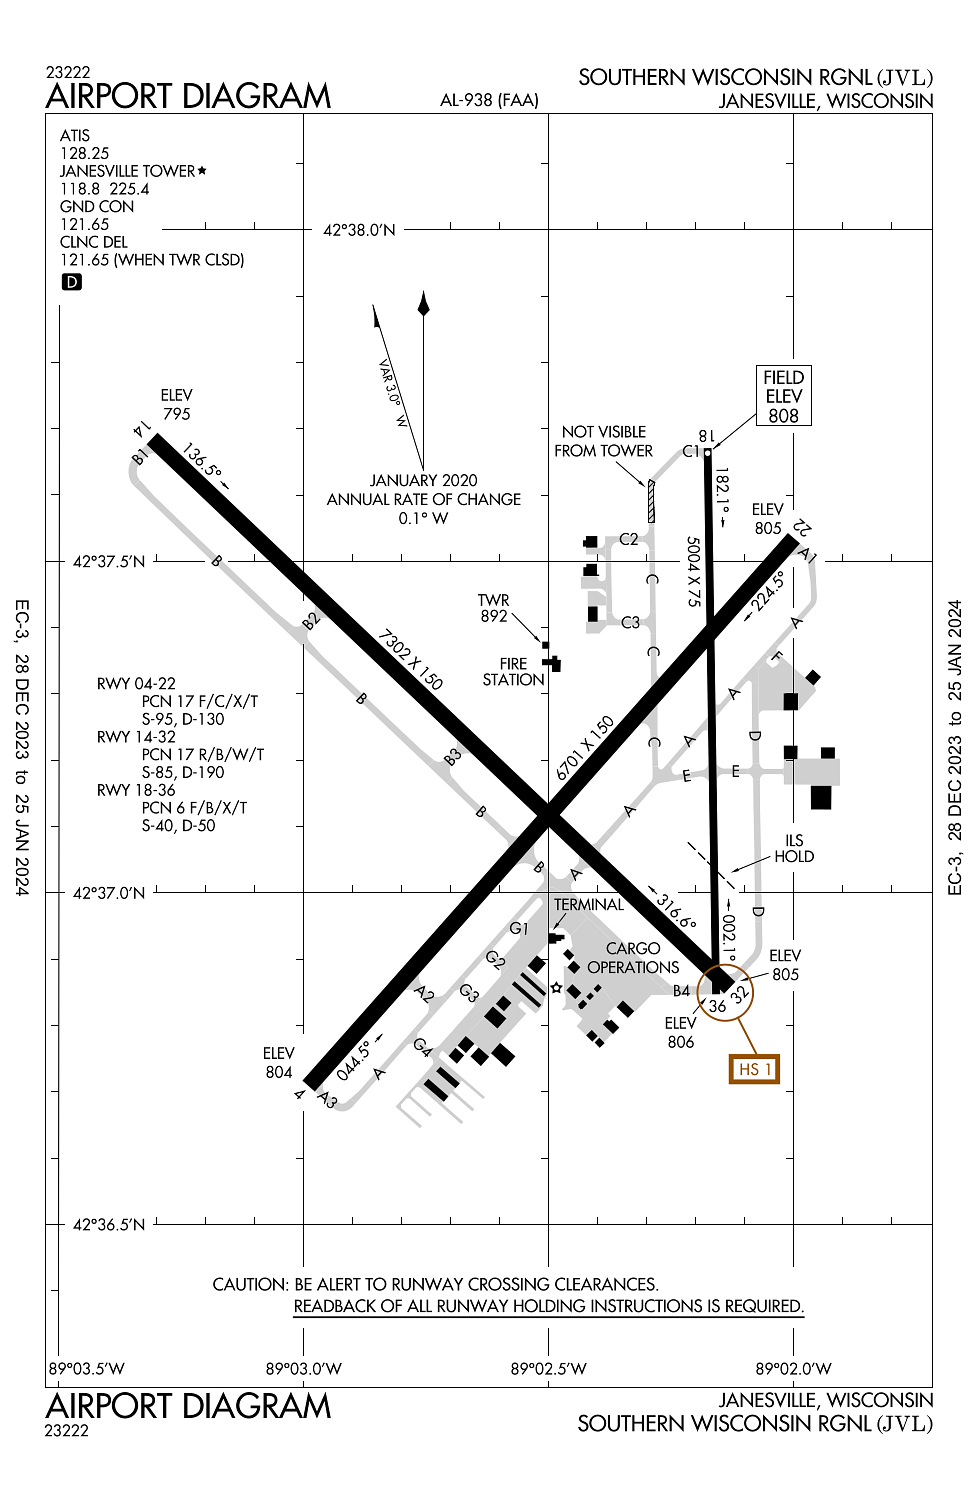 23222
AIRPORT DIAGRAM
AL-938 (FAA)
SOUTHERN WISCONSIN RGNL (JVL)
JANESVILLE, WISCONSIN
ATIS
128.25
JANESVILLE TOWER★
118.8 225.4
GND CON
121.65
CLNC DEL
121.65 (WHEN TWR CLSD)
D
42°38.0'N
VAR 3.0° W
JANUARY 2020
ANNUAL RATE OF CHANGE
0.1° W
ELEV
795
14
B1
136.5°
NOT VISIBLE
FROM TOWER
FIELD
ELEV
808
18
C1
182.1°
ELEV
805
22
A1
42°37.5'N
B
C2
C
5004 X 75
224.5°
TWR
892
B2
7302 X 150
C3
A
C
FIRE
STATION
F
RWY 04-22
PCN 17 F/C/X/T
S-95, D-130
RWY 14-32
PCN 17 R/B/W/T
S-85, D-190
RWY 18-36
PCN 6 F/B/X/T
S-40, D-50
B
A
6701 X 150
C
A
D
B3
E
E
B
A
ILS
HOLD
B
A
42°37.0'N
TERMINAL
316.6°
002.1°
D
G1
G2
CARGO
OPERATIONS
ELEV
805
A2
G3
B4
36
32
ELEV
806
G4
044.5°
A
ELEV
804
4
A3
HS 1
42°36.5'N
CAUTION: BE ALERT TO RUNWAY CROSSING CLEARANCES.
READBACK OF ALL RUNWAY HOLDING INSTRUCTIONS IS REQUIRED.
89°03.5'W
89°03.0'W
89°02.5'W
89°02.0'W
EC-3, 28 DEC 2023 to 25 JAN 2024
EC-3, 28 DEC 2023 to 25 JAN 2024
AIRPORT DIAGRAM
23222
JANESVILLE, WISCONSIN
SOUTHERN WISCONSIN RGNL (JVL)